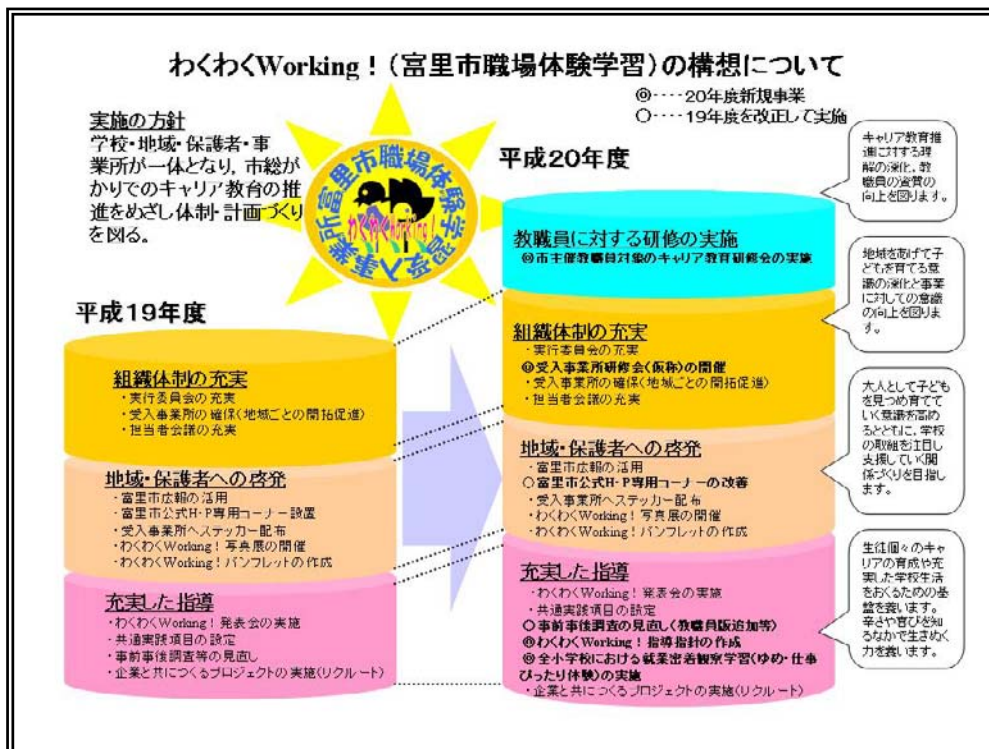 わくわくWorking！（富里市職場体験学習）の構想について
◎‥‥20年度新規事業
○‥‥19年度を改正して実施
実施の方針
学校・地域・保護者・事
業所が一体となり，市総が
かりでのキャリア教育の推
進をめざし体制・計画づくり
を図る。
富里市職場体験学習受入事業所
わくわくWorking！
平成19年度
組織体制の充実
・実行委員会の充実
・受入事業所の確保（地域ごとの開拓促進）
・担当者会議の充実
地域・保護者への啓発
・富里市広報の活用
・富里市公式H・P専用コーナー設置
・受入事業所へステッカー配布
・わくわくWorking！写真展の開催
・わくわくWorking！パンフレットの作成
充実した指導
・わくわくWorking！発表会の実施
・共通実践項目の設定
・事前事後調査等の見直し
・企業と共につくるプロジェクトの実施（リクルート）
平成20年度
教職員に対する研修の実施
◎市主催教職員対象のキャリア教育研修会の実施
組織体制の充実
・実行委員会の充実
◎受入事業所研修会（仮称）の開催
・受入事業所の確保（地域ごとの開拓促進）
・担当者会議の充実
地域・保護者への啓発
・富里市広報の活用
○富里市公式H・P専用コーナーの改善
・受入事業所へステッカー配布
・わくわくWorking！写真展の開催
・わくわくWorking！パンフレットの作成
充実した指導
・わくわくWorking！発表会の実施
・共通実践項目の設定
○事前事後調査の見直し（教職員版追加等）
◎わくわくWorking！指導指針の作成
◎全小学校における就業密着観察学習（ゆめ・仕事
ぴったり体験）の実施
・企業と共につくるプロジェクトの実施（リクルート）
キャリア教育推
進に対する理
解の深化、教
職員の資質の
向上を図ります。
地域をあげて子
どもを育てる意
識の深化と事業
に対しての意識
の向上を図りま
す。
大人として子ども
を見つめ育てて
いく意識を高め
るとともに、学校
の取組を注目し
支援していく関
係づくりを目指し
ます。
生徒個々のキャ
リアの育成や充
実した学校生活
をおくるための基
盤を養います。
辛さや喜びを知
るなかで生きぬく
力を養います。